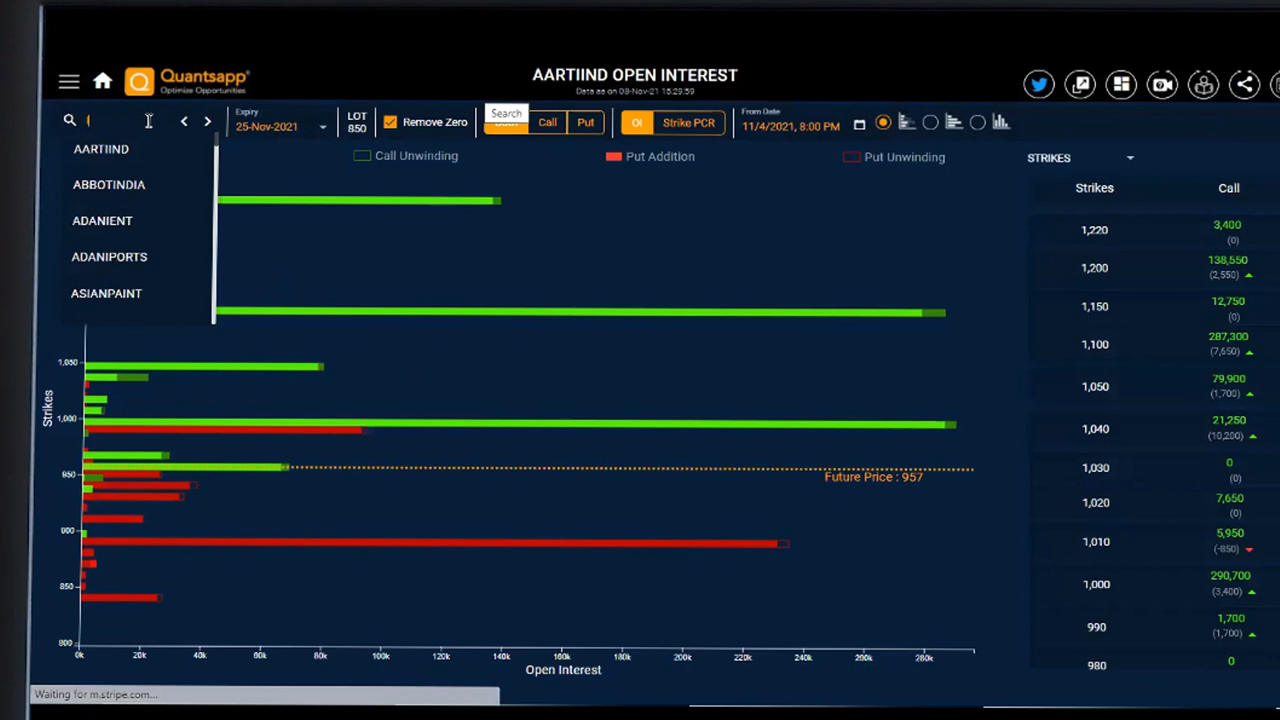 Quantsapp
Optimize Opportunities
AARTIIND OPEN INTEREST
Data as on 08-Nov-21 15:29:59
Expiry
25-Nov-2021
LOT
850
Remove Zero
Search
Call
Put
OI
Strike PCR
From Date
11/4/2021, 8:00 PM
AARTIIND
ABBOTINDIA
ADANIENT
ADANIPORTS
ASIANPAINT
Call Unwinding
Put Addition
Put Unwinding
STRIKES
Strikes Call
1,220 3,400
(0)
1,200 138,550
(2,550)
1,150 12,750
(0)
1,100 287,300
(7,650)
1,050 79,900
(1,700)
1,040 21,250
(10,200)
1,030 0
(0)
1,020 7,650
(0)
1,010 5,950
(-850)
1,000 290,700
(3,400)
990 1,700
(1,700)
980 0
Strikes
1,050
1,000
950
900
850
800
Future Price : 957
0k 20k 40k 60k 80k 100k 120k 140k 160k 180k 200k 220k 240k 260k 280k
Open Interest
Waiting for m.stripe.com...